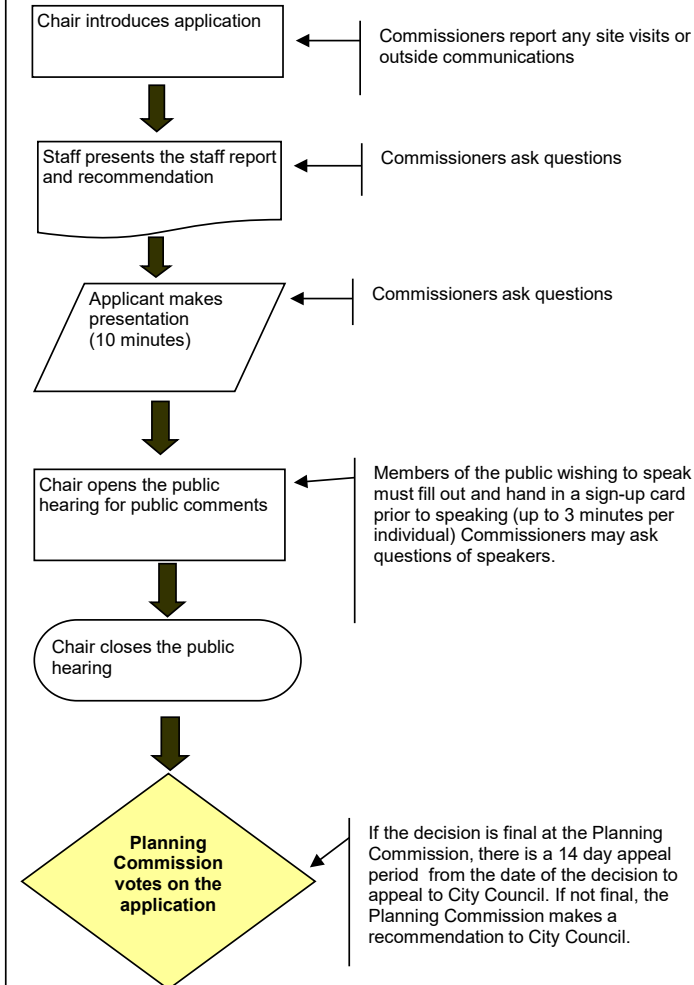 Chair introduces application
Commissioners report any site visits or
outside communications
Staff presents the staff report
and recommendation
Commissioners ask questions
Applicant makes
presentation
(10 minutes)
Commissioners ask questions
Chair opens the public
hearing for public comments
Members of the public wishing to speak
must fill out and hand in a sign-up card
prior to speaking (up to 3 minutes per
individual) Commissioners may ask
questions of speakers.
Chair closes the public
hearing
Planning
Commission
votes on the
application
If the decision is final at the Planning
Commission, there is a 14 day appeal
period from the date of the decision to
appeal to City Council. If not final, the
Planning Commission makes a
recommendation to City Council.